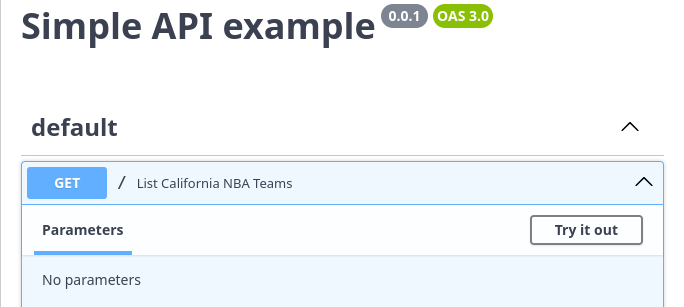 Simple API example 0.0.1 OAS 3.0
default
GET / List California NBA Teams
Parameters Try it out
No parameters